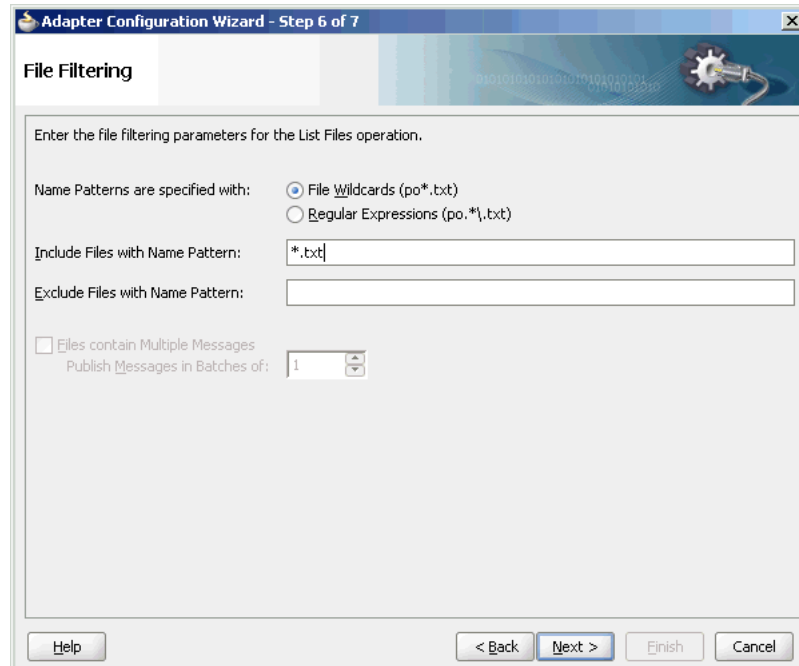 Adapter Configuration Wizard - Step 6 of 7
File Filtering
Enter the file filtering parameters for the List Files operation.
Name Patterns are specified with:
File Wildcards (po*.txt)
Regular Expressions (po.*\.txt)
Include Files with Name Pattern:
*.txt
Exclude Files with Name Pattern:
Files contain Multiple Messages
Publish Messages in Batches of:
1
Help
< Back
Next >
Finish
Cancel